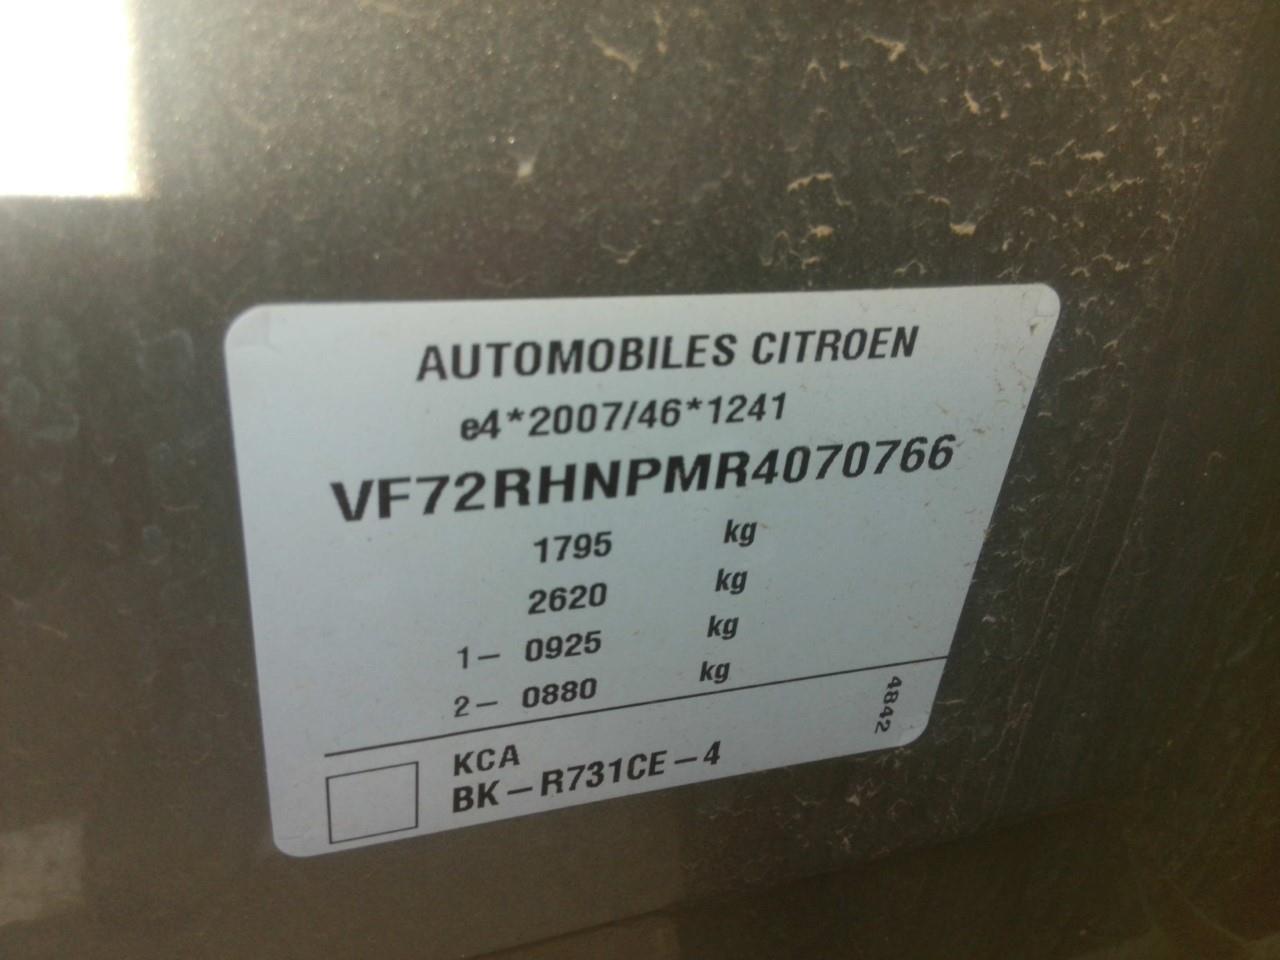 AUTOMOBILES CITROEN
e4*2007/46*1241
VF72RHNPMR4070766
1795 kg
2620 kg
1- 0925 kg
2- 0880 kg
4842
KCA
BK-R731CE-4